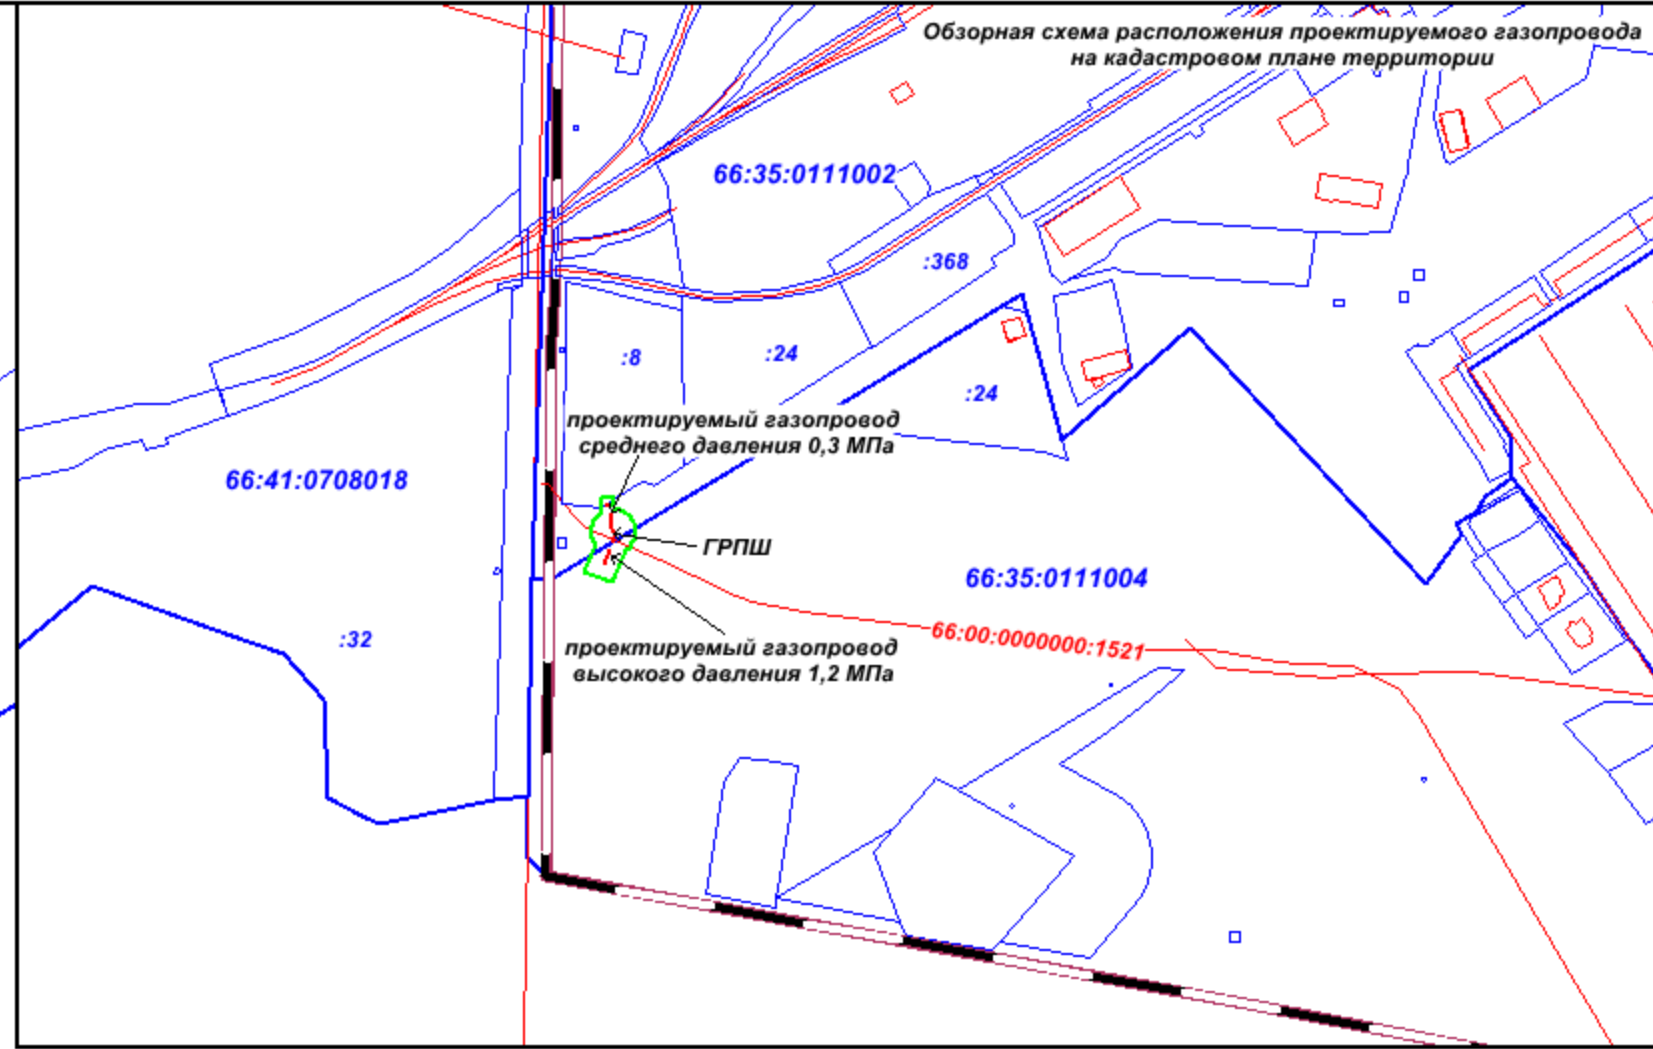 Обзорная схема расположения проектируемого газопровода
на кадастровом плане территории
66:35:0111002
:368
:8
:24
:24
проектируемый газопровод
среднего давления 0,3 МПа
66:41:0708018
ГРПШ
66:35:0111004
:32
проектируемый газопровод
высокого давления 1,2 МПа
66:00:0000000:1521